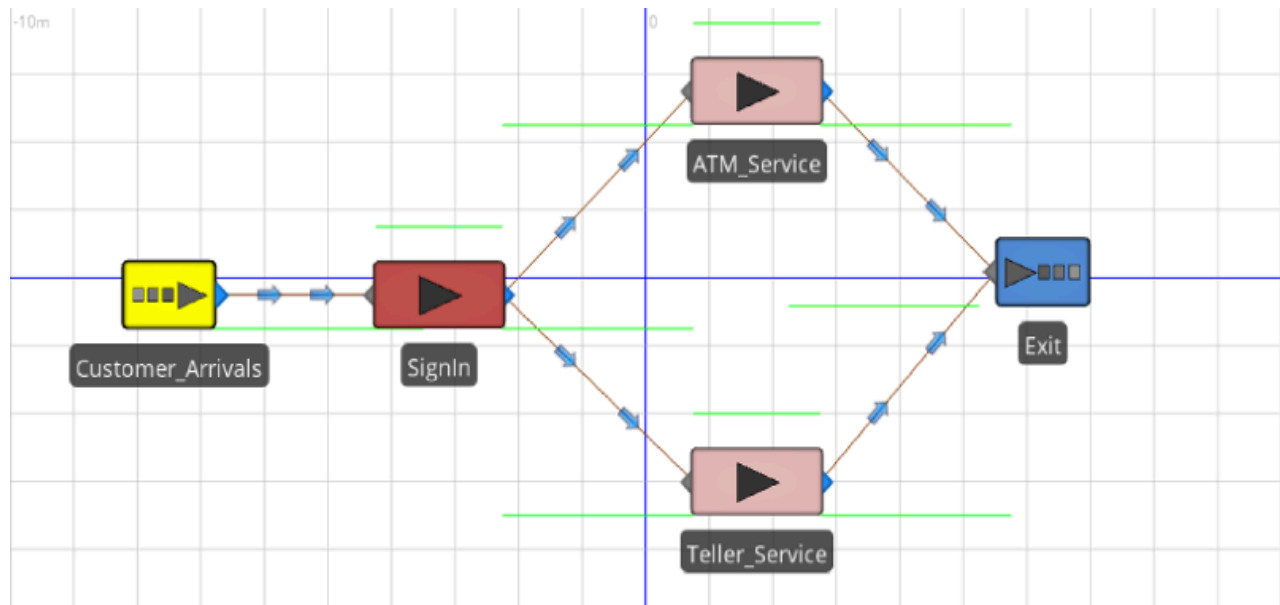 -10m
0
ATM_Service
Customer_Arrivals
SignIn
Exit
Teller_Service